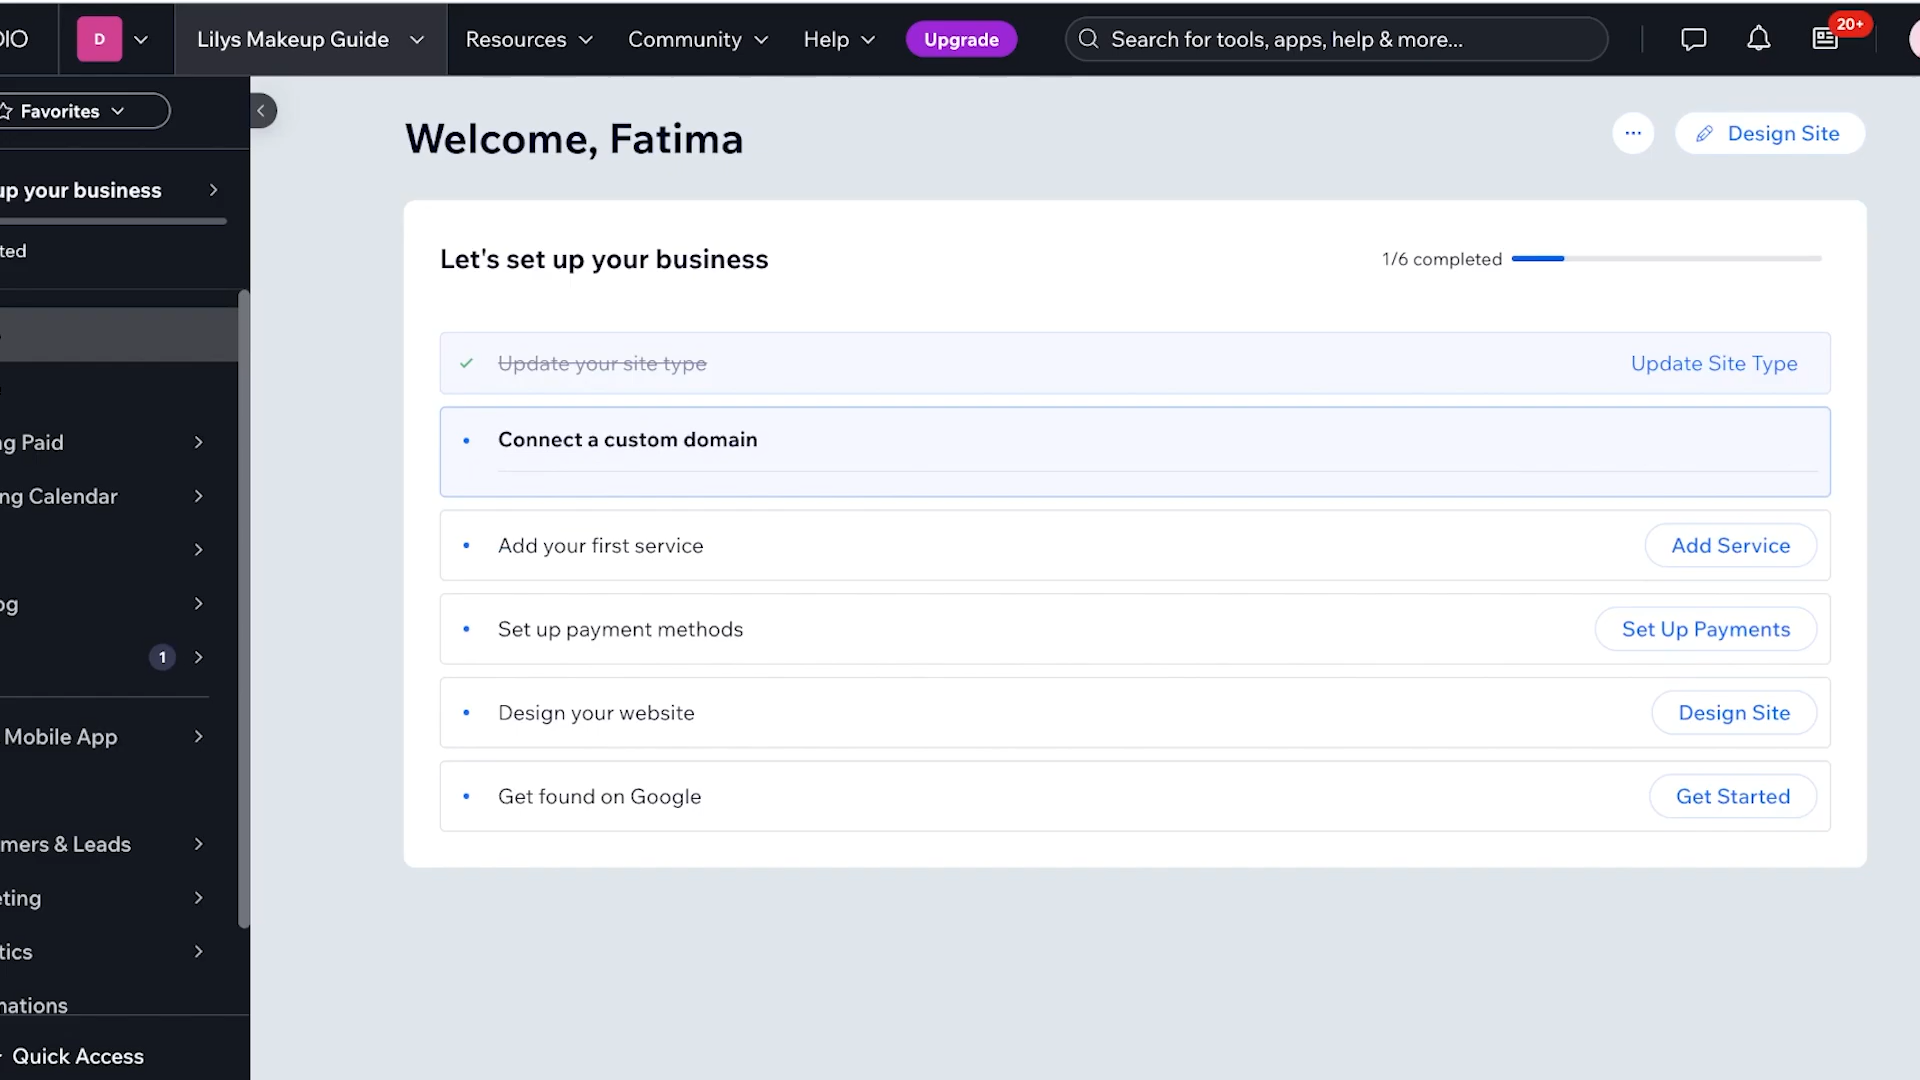 DIO
D
Lilys Makeup Guide
Resources
Community
Help
Upgrade
Search for tools, apps, help & more...
20+
Favorites
up your business
ted
ng Paid
ng Calendar
og
1
Mobile App
mers & Leads
eting
tics
nations
Quick Access
Welcome, Fatima
Design Site
Let's set up your business
1/6 completed
Update your site type
Update Site Type
Connect a custom domain
Add your first service
Add Service
Set up payment methods
Set Up Payments
Design your website
Design Site
Get found on Google
Get Started